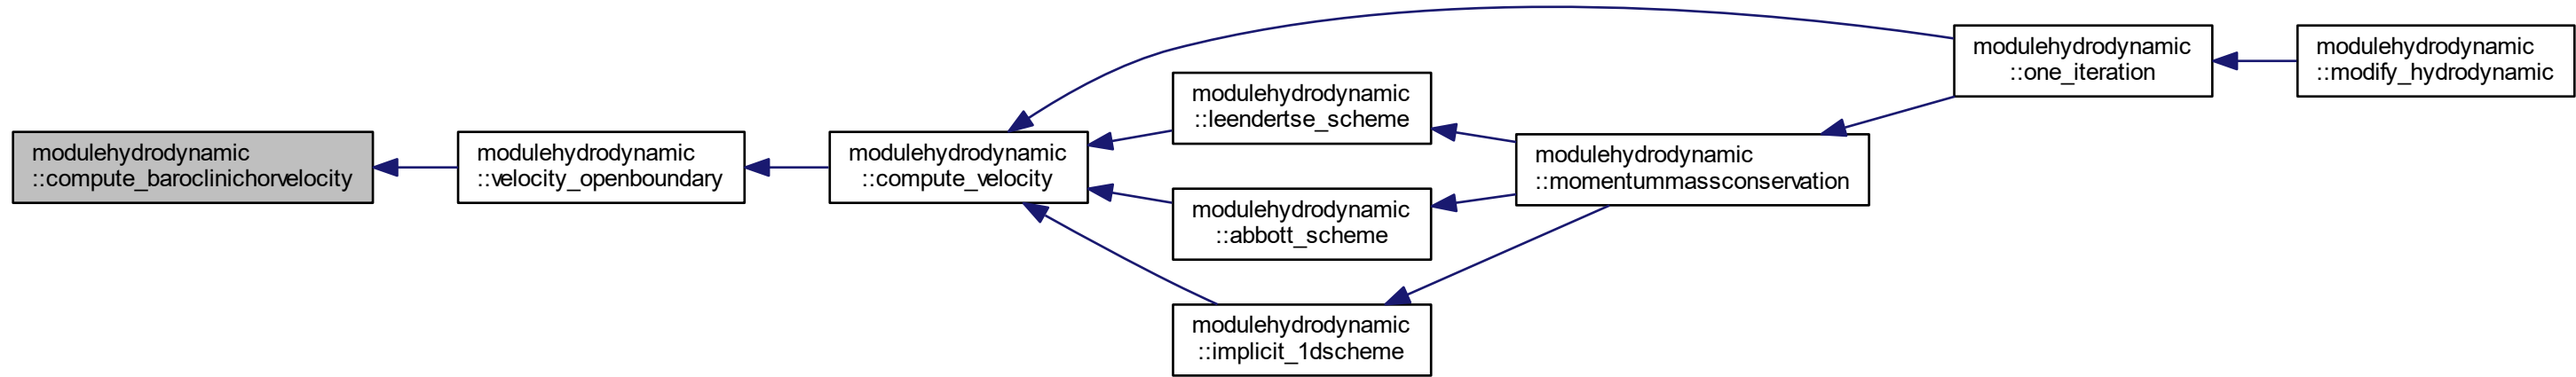 modulehydrodynamic
::compute_baroclinichorvelocity
modulehydrodynamic
::velocity_openboundary
modulehydrodynamic
::compute_velocity
modulehydrodynamic
::leendertse_scheme
modulehydrodynamic
::abbott_scheme
modulehydrodynamic
::implicit_1dscheme
modulehydrodynamic
::momentummassconservation
modulehydrodynamic
::one_iteration
modulehydrodynamic
::modify_hydrodynamic